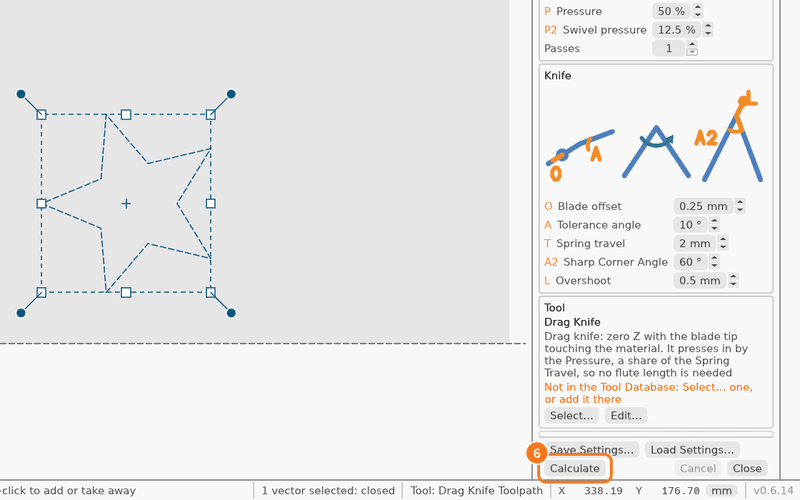 P Pressure 50 %
P2 Swivel pressure 12.5 %
Passes 1
Knife
O A A2 L
O Blade offset 0.25 mm
A Tolerance angle 10 °
T Spring travel 2 mm
A2 Sharp Corner Angle 60 °
L Overshoot 0.5 mm
Tool
Drag Knife
Drag knife: zero Z with the blade tip
touching the material. It presses in by
the Pressure, a share of the Spring
Travel, so no flute length is needed
Not in the Tool Database: Select... one,
or add it there
Select... Edit...
Save Settings... Load Settings...
6
Calculate Cancel Close
-click to add or take away 1 vector selected: closed Tool: Drag Knife Toolpath X 338.19 Y 176.70 mm v0.6.14